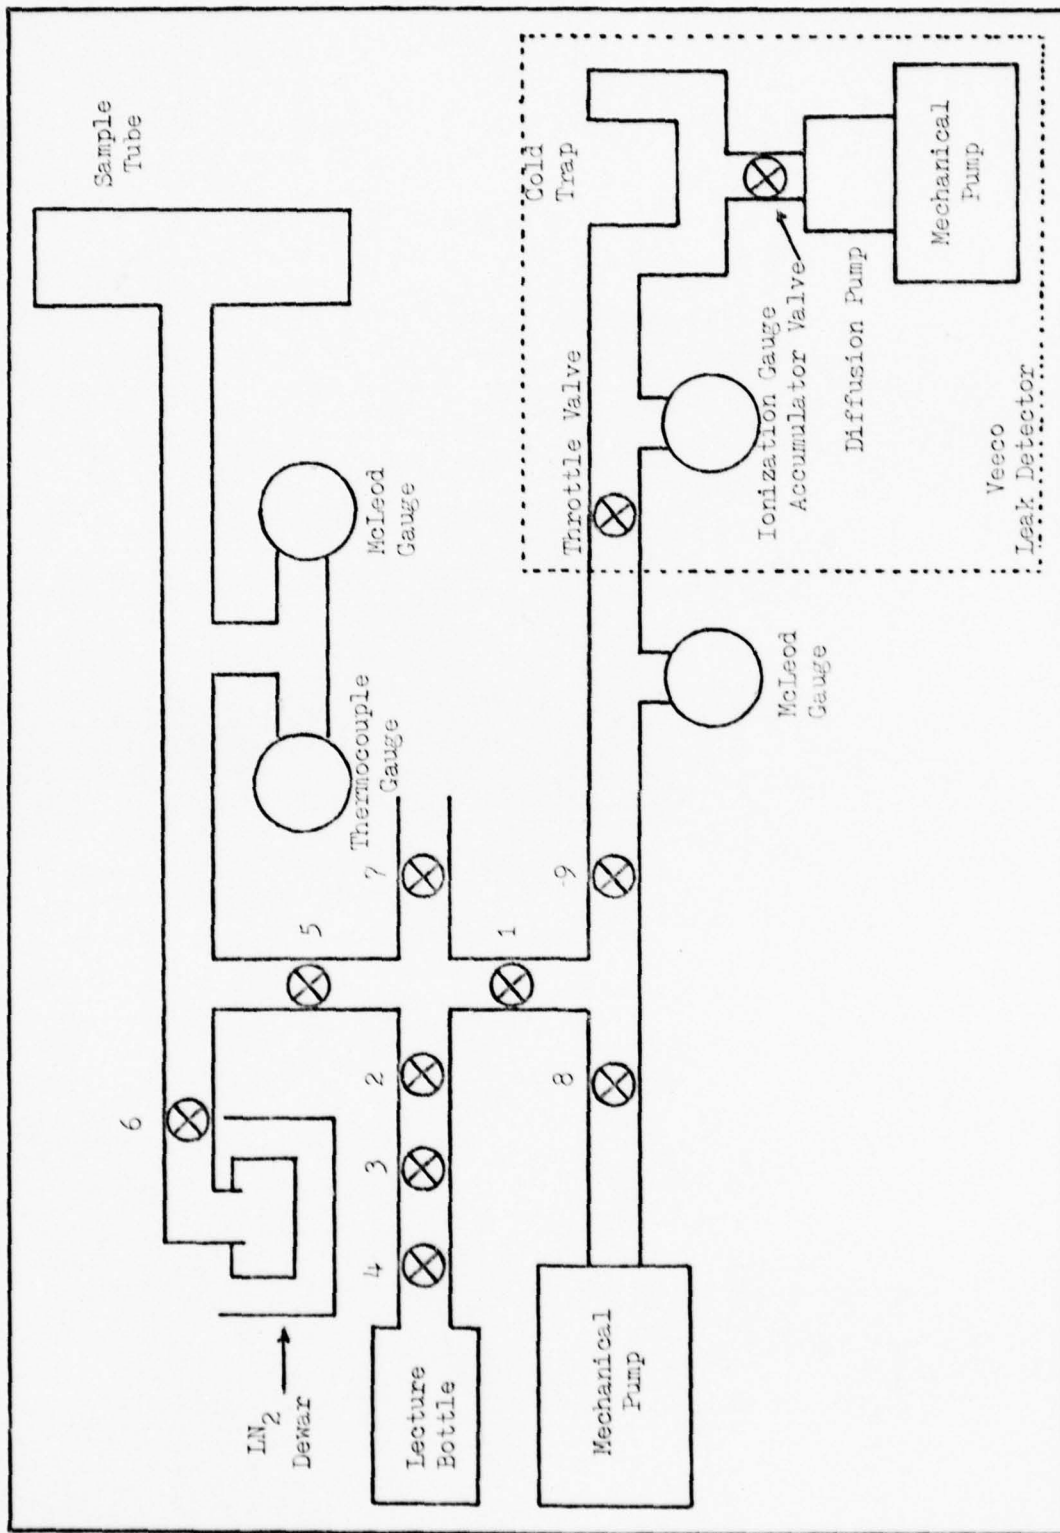 LN2
Dewar
6
Sample
Tube
Lecture
Bottle
4
3
2
5
7
Thermocouple
Gauge
McLeod
Gauge
1
Mechanical
Pump
8
9
McLeod
Gauge
Throttle Valve
Cold
Trap
Ionization Gauge
Accumulator Valve
Diffusion Pump
Mechanical
Pump
Veeco
Leak Detector